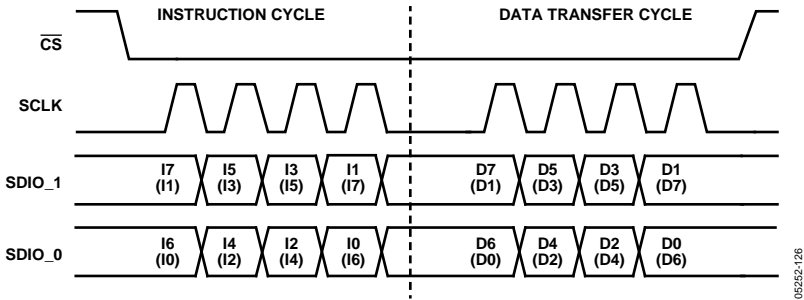 INSTRUCTION CYCLE DATA TRANSFER CYCLE
CS
SCLK
SDIO_1 I7 I5 I3 I1 D7 D5 D3 D1
(I1) (I3) (I5) (I7) (D1) (D3) (D5) (D7)
SDIO_0 I6 I4 I2 I0 D6 D4 D2 D0
(I0) (I2) (I4) (I6) (D0) (D2) (D4) (D6)
05252-126